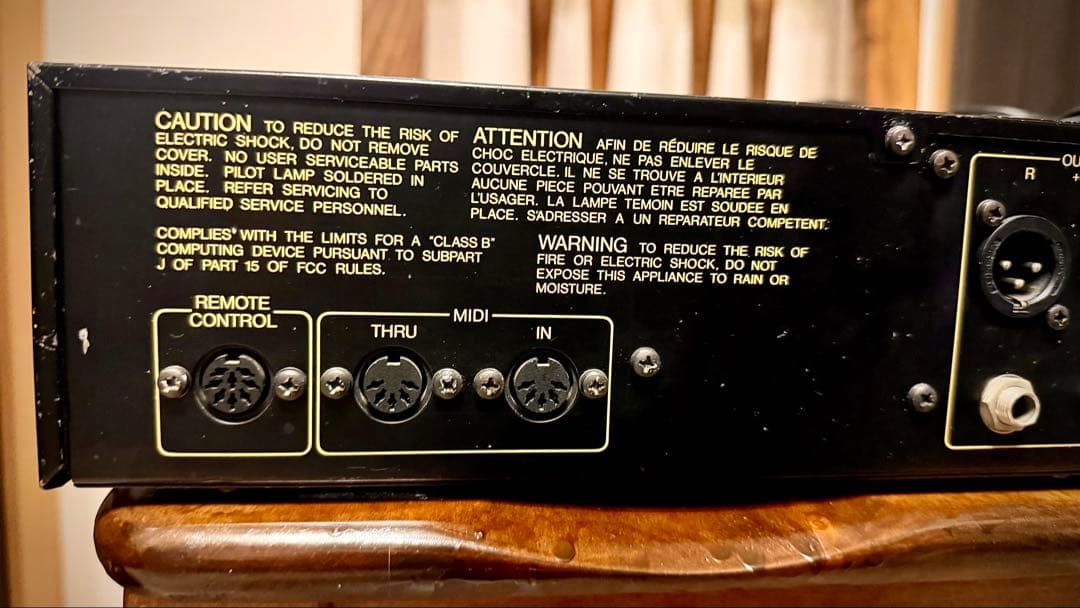 CAUTION TO REDUCE THE RISK OF
ELECTRIC SHOCK, DO NOT REMOVE
COVER. NO USER SERVICEABLE PARTS
INSIDE. PILOT LAMP SOLDERED IN
PLACE. REFER SERVICING TO
QUALIFIED SERVICE PERSONNEL.
COMPLIES WITH THE LIMITS FOR A "CLASS B"
COMPUTING DEVICE PURSUANT TO SUBPART
J OF PART 15 OF FCC RULES.
ATTENTION AFIN DE RÉDUIRE LE RISQUE DE
CHOC ELECTRIQUE, NE PAS ENLEVER LE
COUVERCLE. IL NE SE TROUVE A L'INTERIEUR
AUCUNE PIECE POUVANT ETRE REPAREE PAR
L'USAGER. LA LAMPE TEMOIN EST SOUDEE EN
PLACE. S'ADRESSER A UN REPARATEUR COMPETENT.
WARNING TO REDUCE THE RISK OF
FIRE OR ELECTRIC SHOCK, DO NOT
EXPOSE THIS APPLIANCE TO RAIN OR
MOISTURE.
REMOTE
CONTROL
MIDI
THRU
IN
OU
R
+